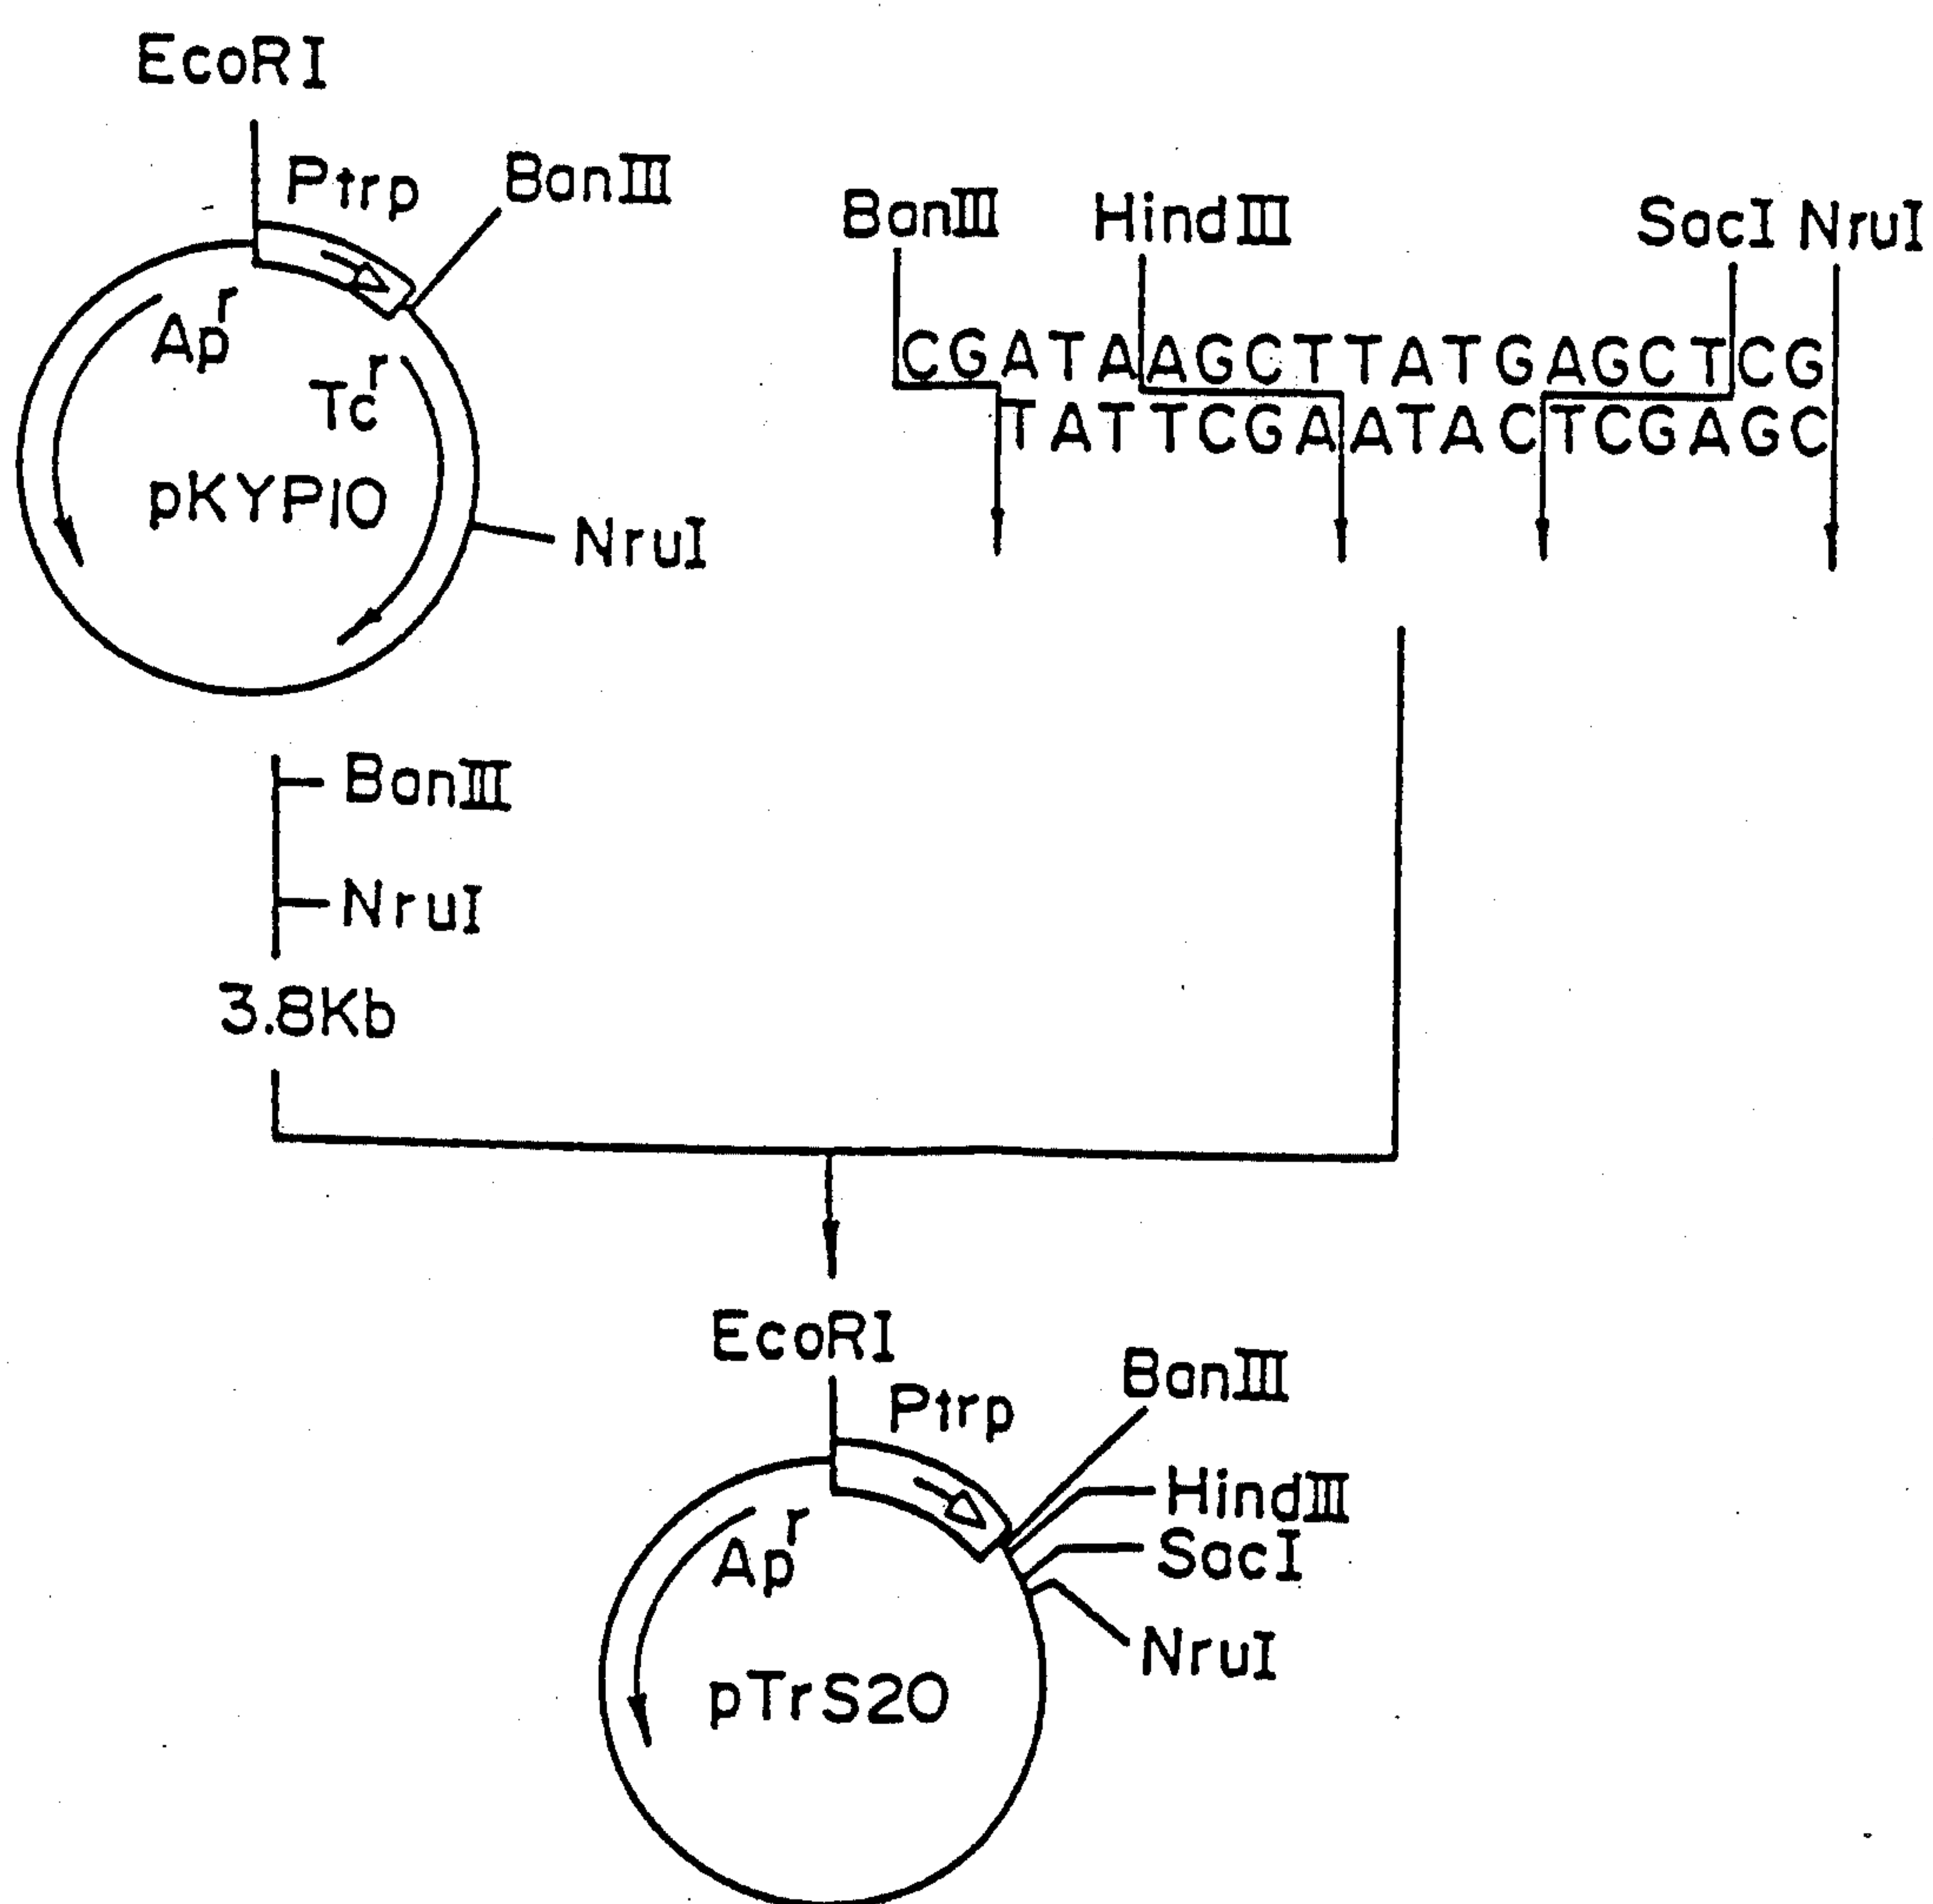 EcoRI
Ptrp
BanIII
Apr
Tcr
pKYP10
NruI
BanIII
HindIII
SacI NruI
CGATAAGCTTATGAGCTCG
TATTCGAATACTCGAGC
BanIII
NruI
3.8Kb
EcoRI
Ptrp
BanIII
HindIII
SacI
NruI
Apr
pTrS20